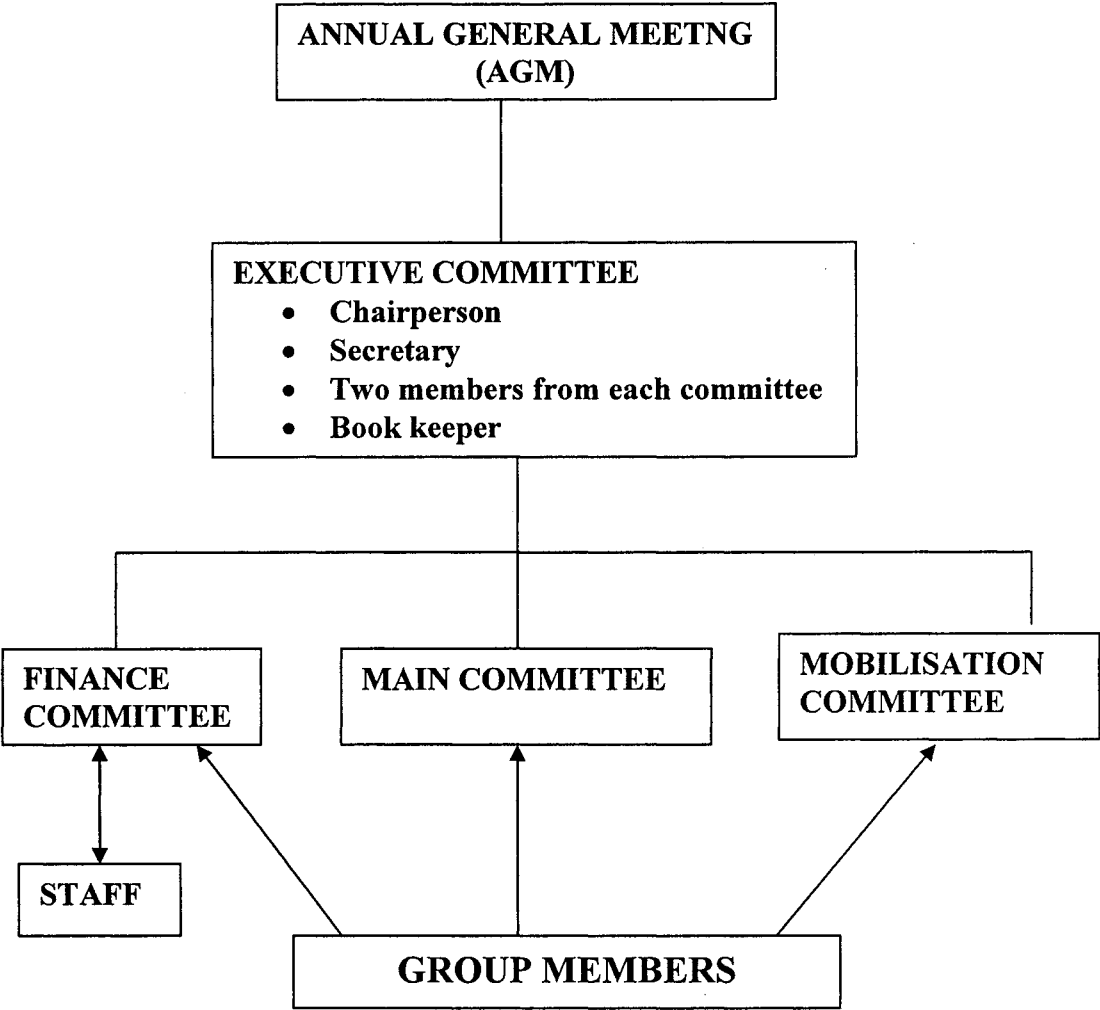 ANNUAL GENERAL MEETNG
(AGM)
EXECUTIVE COMMITTEE
• Chairperson
• Secretary
• Two members from each committee
• Book keeper
FINANCE
COMMITTEE
MAIN COMMITTEE
MOBILISATION
COMMITTEE
STAFF
GROUP MEMBERS